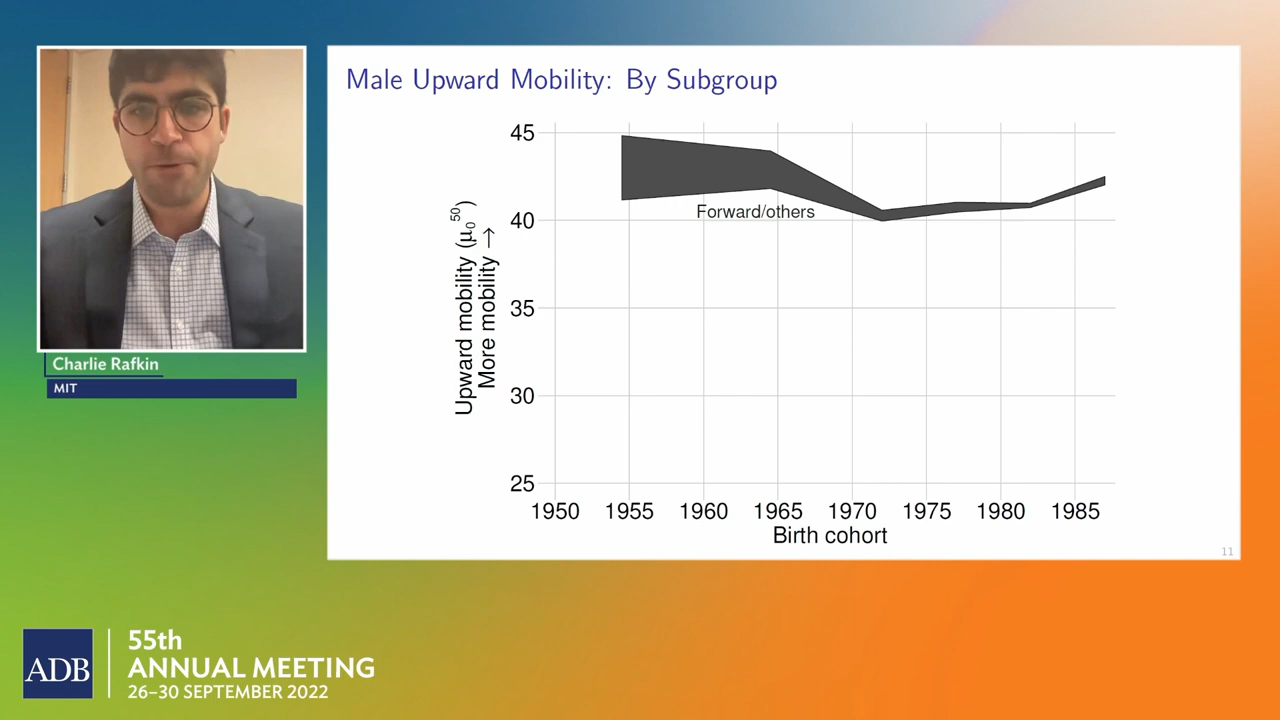 Male Upward Mobility: By Subgroup
Upward mobility (μ₀⁵⁰)
More mobility →
45
40
35
30
25
Forward/others
1950 1955 1960 1965 1970 1975 1980 1985
Birth cohort
11
Charlie Rafkin
MIT
ADB
55th
ANNUAL MEETING
26–30 SEPTEMBER 2022